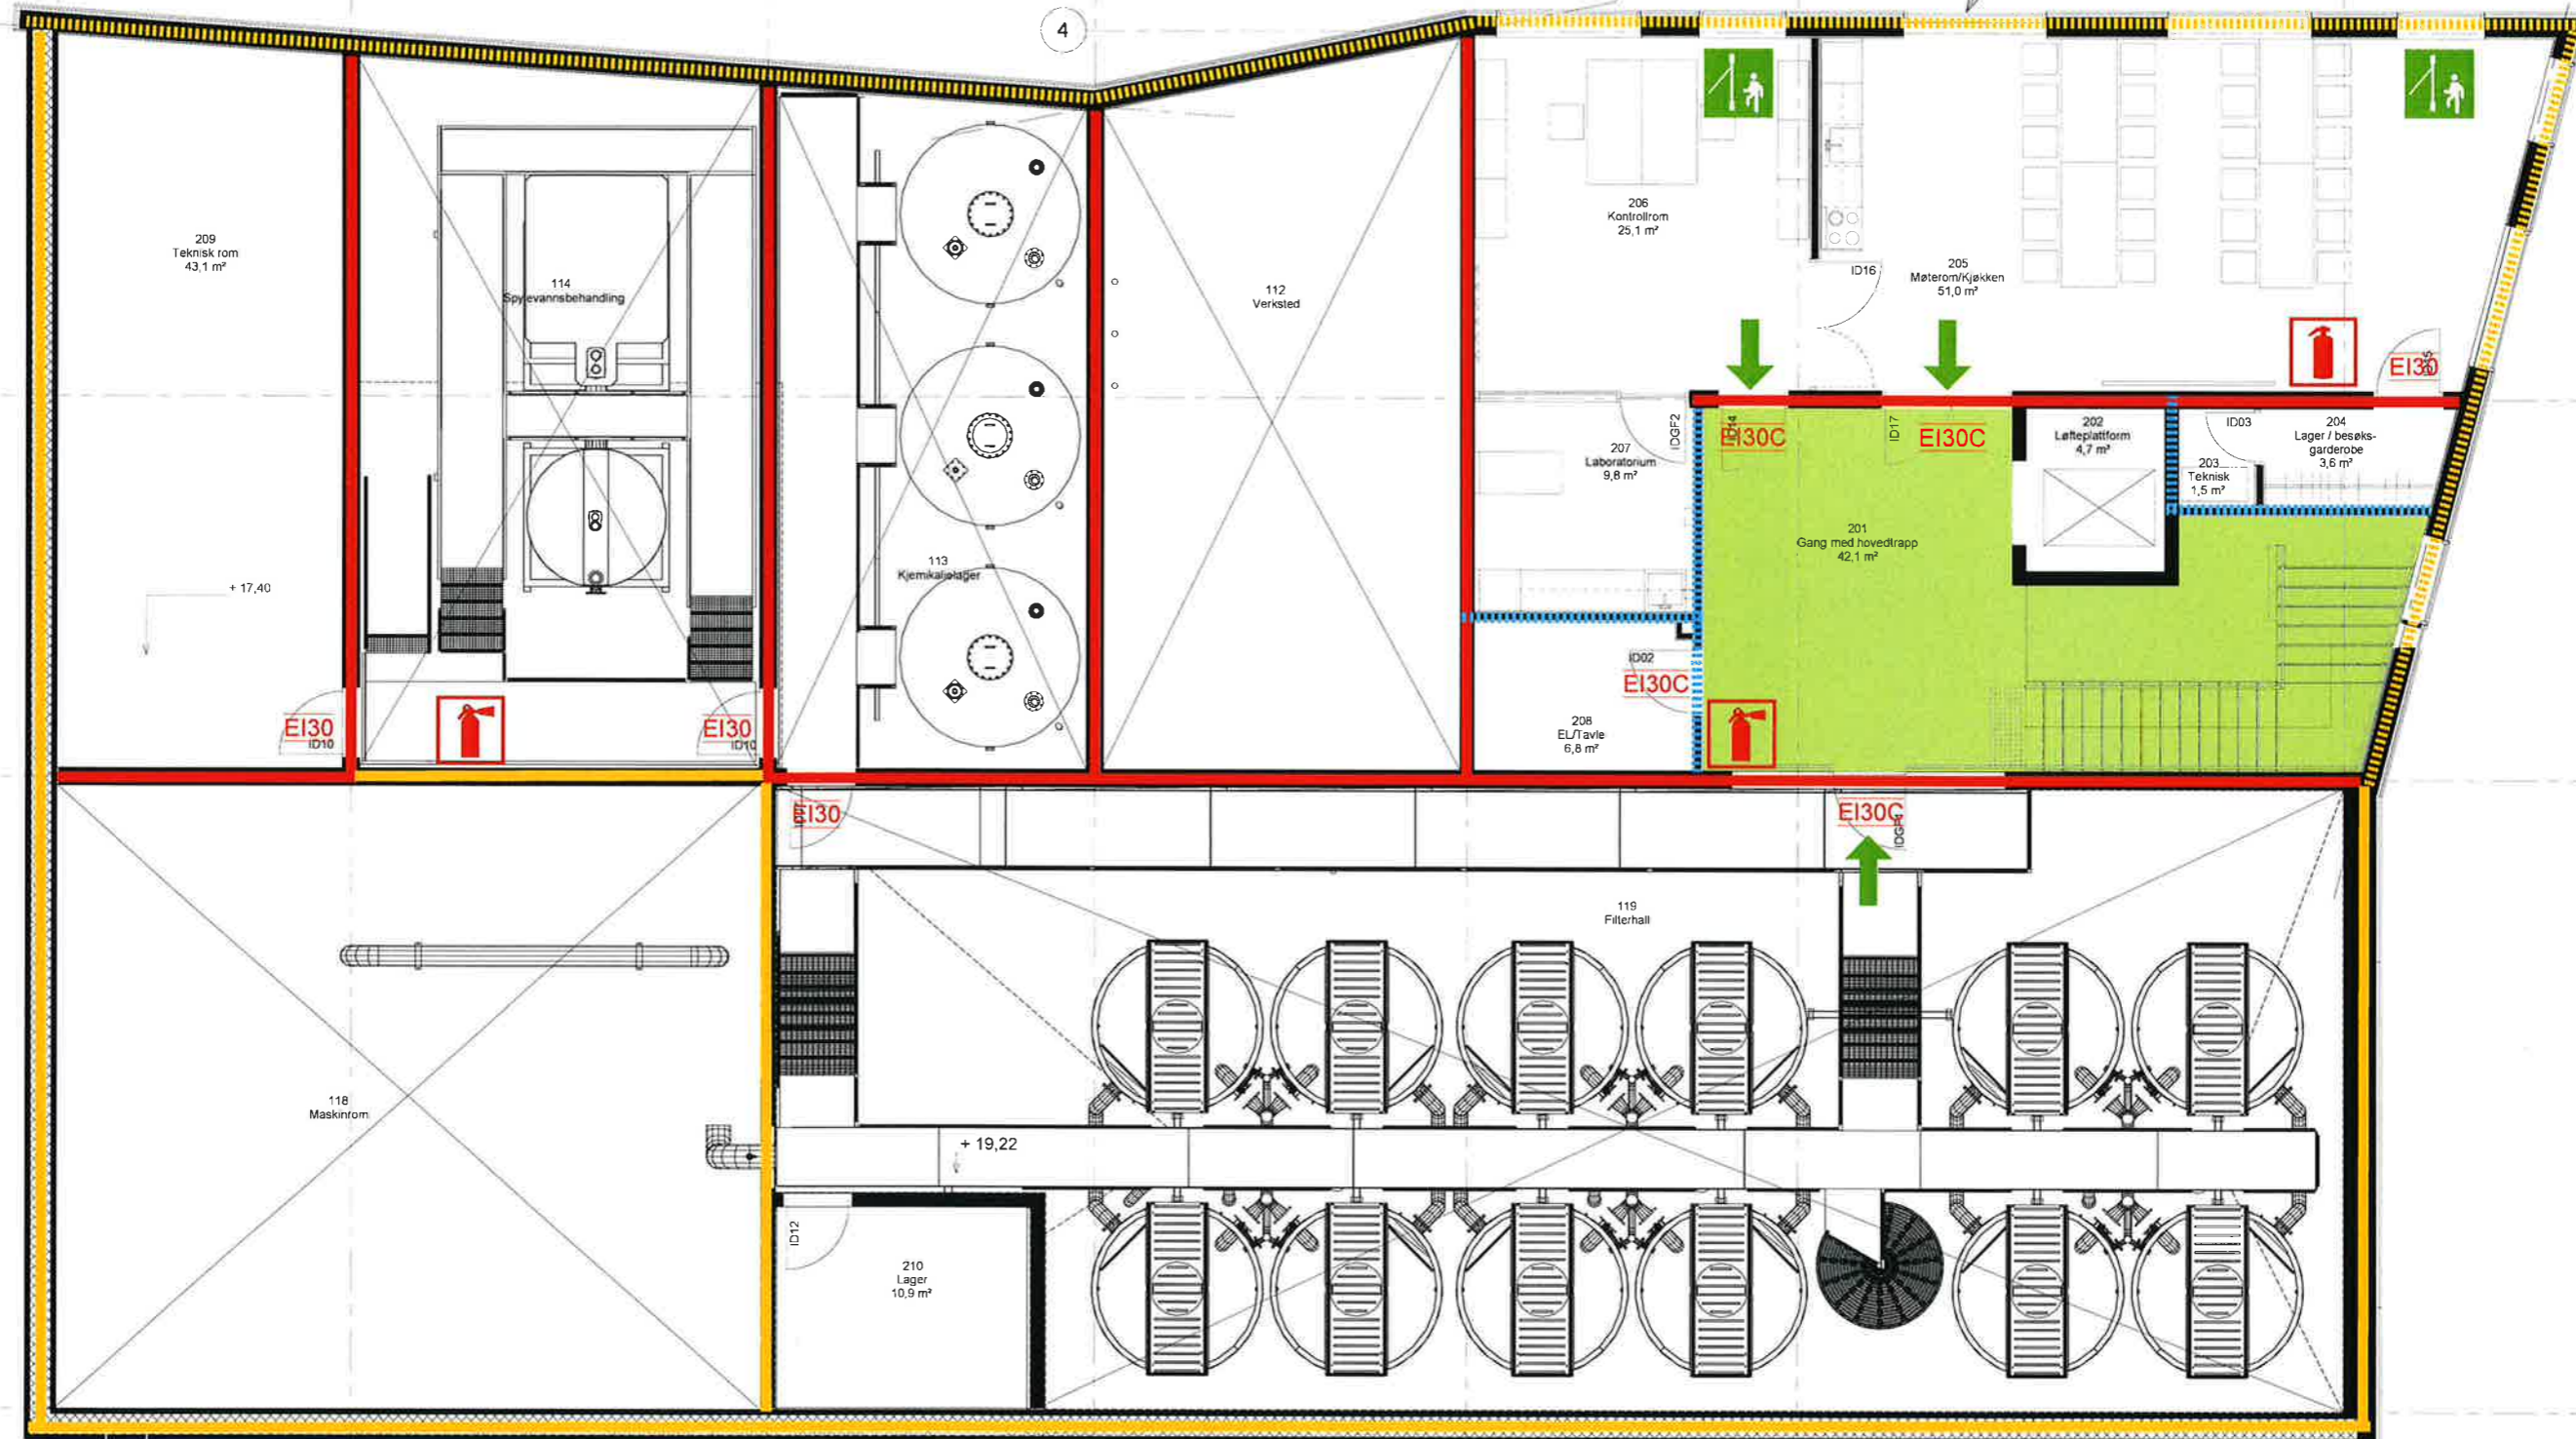 4
206
Kontrollrom
25,1 m²
209
Teknisk rom
43,1 m²
114
Spylevannsbehandling
112
Verksted
ID16
205
Møterom/Kjøkken
51,0 m²
EI30
207
Laboratorium
9,8 m²
IDGF2
ID14
EI30C
ID17
EI30C
202
Løfteplattform
4,7 m²
ID03
204
Lager / besøks-
garderobe
3,6 m²
203
Teknisk
1,5 m²
201
Gang med hovedtrapp
42,1 m²
113
Kjemikalielager
+ 17,40
ID02
EI30C
208
EL/Tavle
6,8 m²
EI30
ID10
EI30
ID10
EI30
EI30C
119
Filterhall
118
Maskinrom
+ 19,22
ID12
210
Lager
10,9 m²